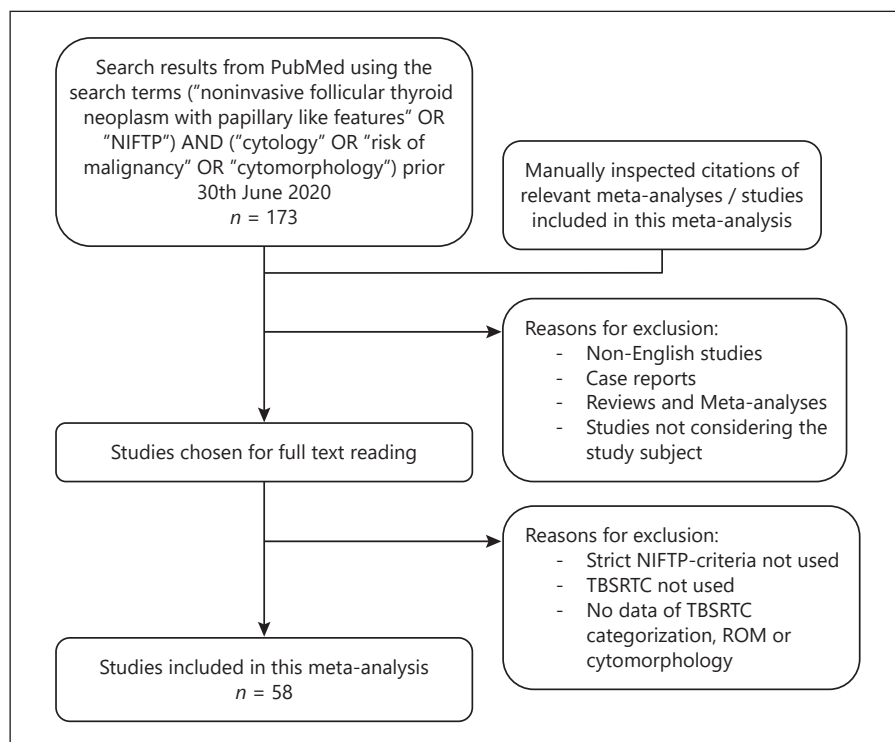 Search results from PubMed using the
search terms ("noninvasive follicular thyroid
neoplasm with papillary like features" OR
"NIFTP") AND ("cytology" OR "risk of
malignancy" OR "cytomorphology") prior
30th June 2020
n = 173
Manually inspected citations of
relevant meta-analyses / studies
included in this meta-analysis
Reasons for exclusion:
- Non-English studies
- Case reports
- Reviews and Meta-analyses
- Studies not considering the
study subject
Studies chosen for full text reading
Reasons for exclusion:
- Strict NIFTP-criteria not used
- TBSRTC not used
- No data of TBSRTC
categorization, ROM or
cytomorphology
Studies included in this meta-analysis
n = 58